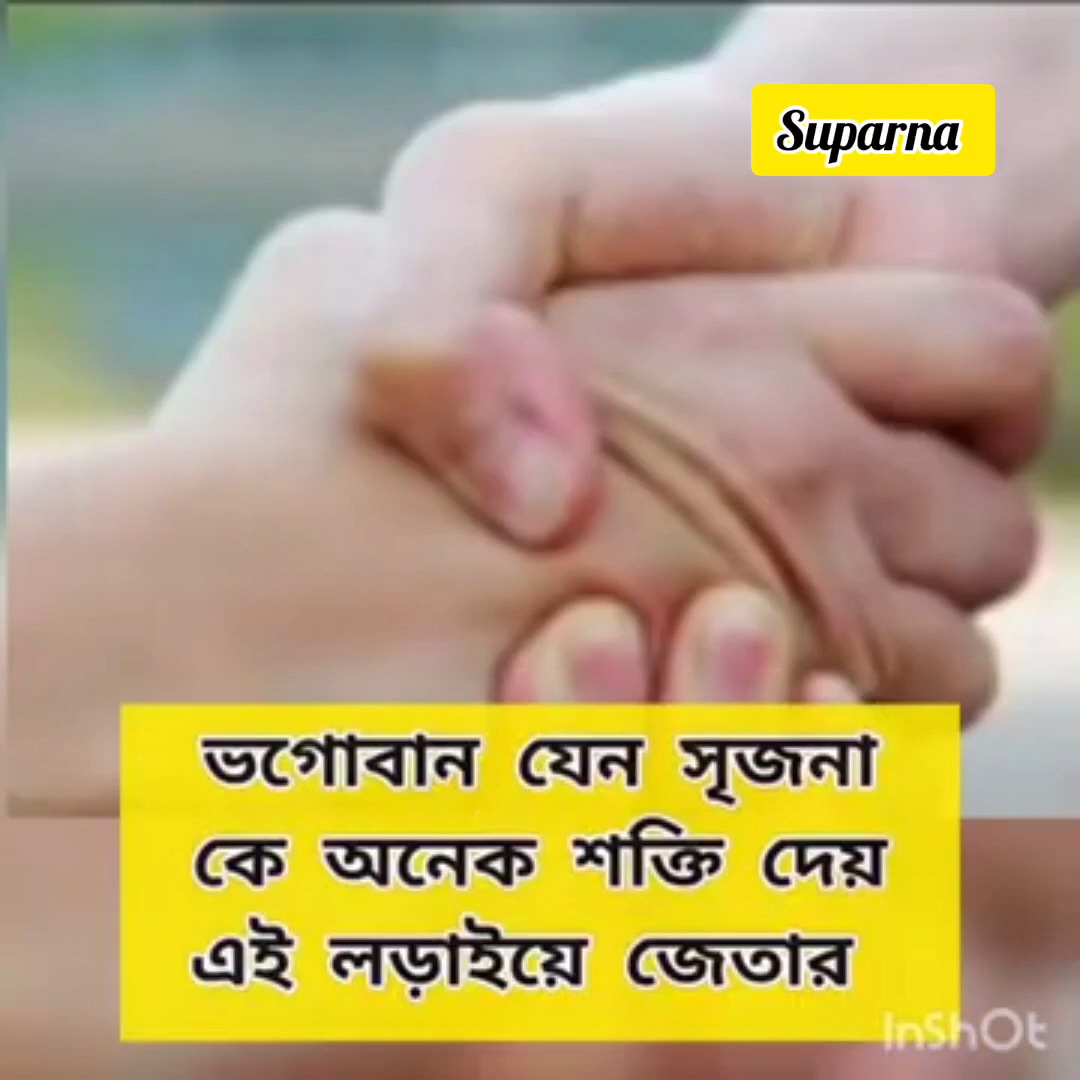 Suparna
ভগোবান যেন সৃজনা
কে অনেক শক্তি দেয়
এই লড়াইয়ে জেতার
InShOt